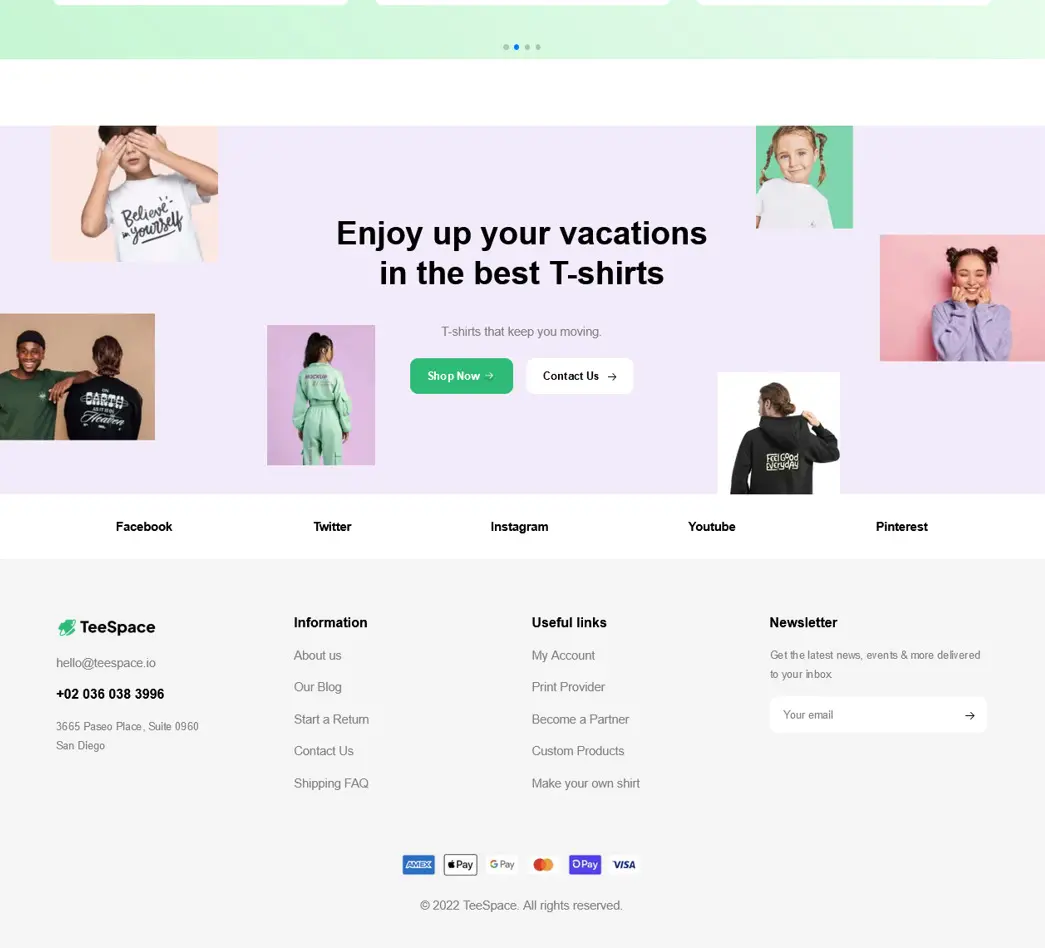 Believe
in yourself
Enjoy up your vacations
in the best T-shirts
T-shirts that keep you moving.
Shop Now
Contact Us
MOCKUP
EARTH
Heaven
Feel Good
Everyday
Facebook
Twitter
Instagram
Youtube
Pinterest
TeeSpace
hello@teespace.io
+02 036 038 3996
3665 Paseo Place, Suite 0960
San Diego
Information
About us
Our Blog
Start a Return
Contact Us
Shipping FAQ
Useful links
My Account
Print Provider
Become a Partner
Custom Products
Make your own shirt
Newsletter
Get the latest news, events & more delivered
to your inbox.
Your email
AMEX
Pay
G Pay
O Pay
VISA
© 2022 TeeSpace. All rights reserved.